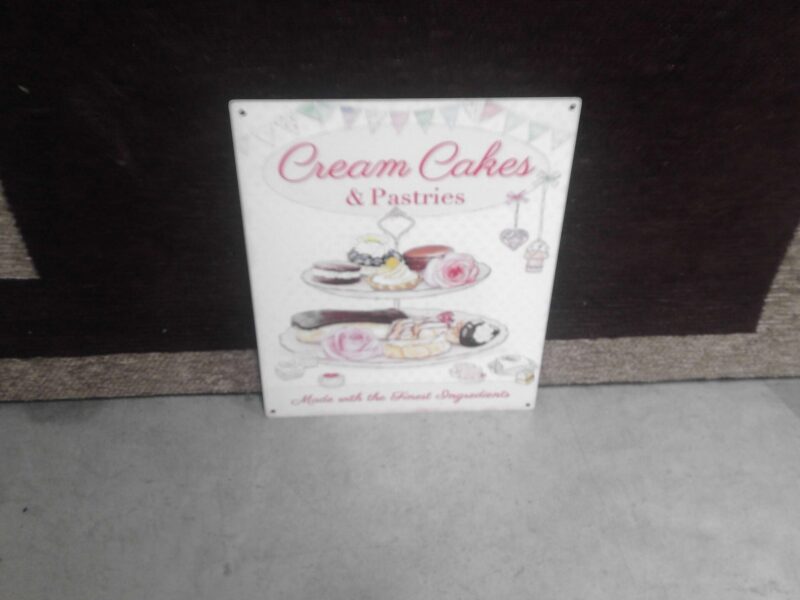 Cream Cakes
& Pastries
Made with the Finest Ingredients